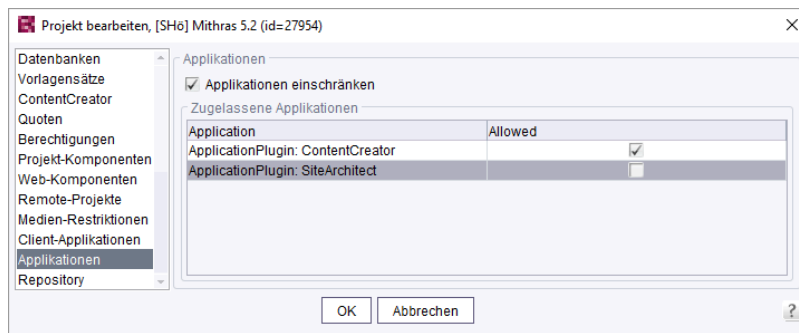 Projekt bearbeiten, [SHö] Mithras 5.2 (id=27954)
Datenbanken
Vorlagensätze
ContentCreator
Quoten
Berechtigungen
Projekt-Komponenten
Web-Komponenten
Remote-Projekte
Medien-Restriktionen
Client-Applikationen
Applikationen
Repository
Applikationen
Applikationen einschränken
Zugelassene Applikationen
Application Allowed
ApplicationPlugin: ContentCreator
ApplicationPlugin: SiteArchitect
OK Abbrechen ?